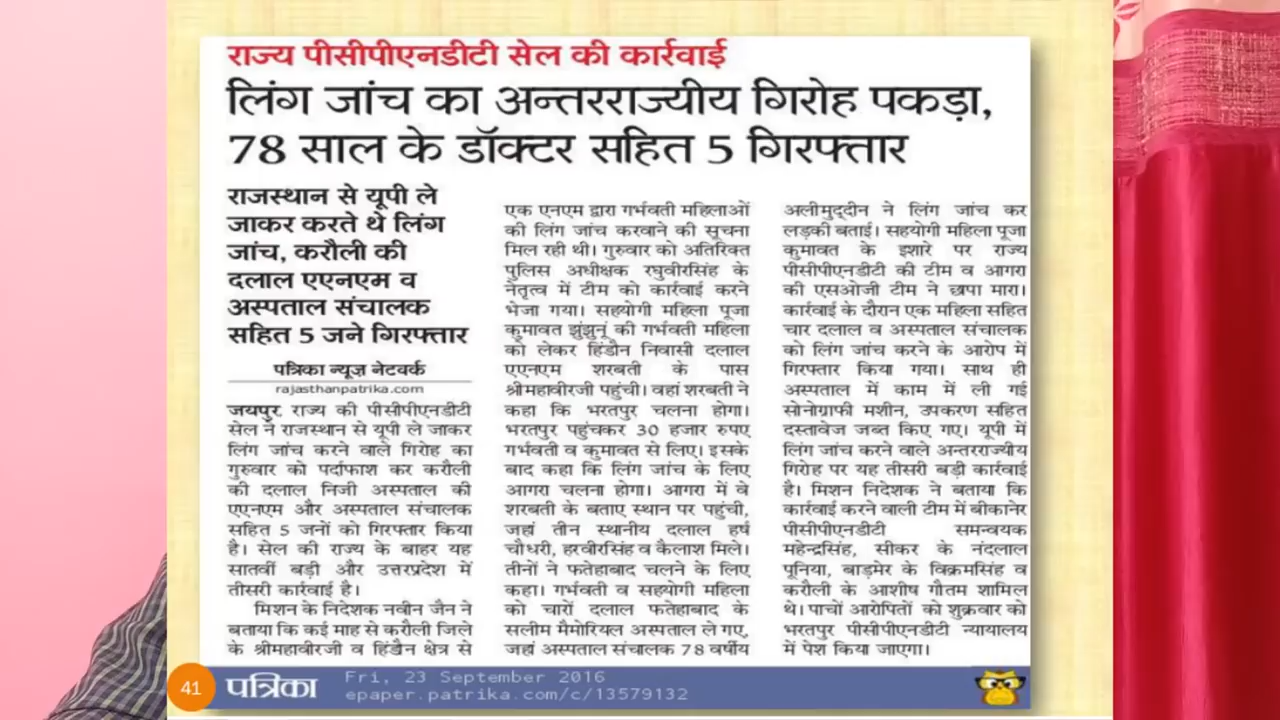 राज्य पीसीपीएनडीटी सेल की कार्रवाई
लिंग जांच का अन्तरराज्यीय गिरोह पकड़ा,
78 साल के डॉक्टर सहित 5 गिरफ्तार
राजस्थान से यूपी ले
जाकर करते थे लिंग
जांच, करौली की
दलाल एएनएम व
अस्पताल संचालक
सहित 5 जने गिरफ्तार
पत्रिका न्यूज़ नेटवर्क
rajasthanpatrika.com
जयपुर. राज्य की पीसीपीएनडीटी
सेल ने राजस्थान से यूपी ले जाकर
लिंग जांच करने वाले गिरोह का
गुरुवार को पर्दाफाश कर करौली
की दलाल निजी अस्पताल की
एएनएम और अस्पताल संचालक
सहित 5 जनों को गिरफ्तार किया
है। सेल की राज्य के बाहर यह
सातवीं बड़ी और उत्तरप्रदेश में
तीसरी कार्रवाई है।
मिशन के निदेशक नवीन जैन ने
बताया कि कई माह से करौली जिले
के श्रीमहावीरजी व हिंडौन क्षेत्र से
एक एनएम द्वारा गर्भवती महिलाओं
की लिंग जांच करवाने की सूचना
मिल रही थी। गुरुवार को अतिरिक्त
पुलिस अधीक्षक रघुवीरसिंह के
नेतृत्व में टीम को कार्रवाई करने
भेजा गया। सहयोगी महिला पूजा
कुमावत झुंझुनूं की गर्भवती महिला
को लेकर हिंडौन निवासी दलाल
एएनएम शरबती के पास
श्रीमहावीरजी पहुंची। वहां शरबती ने
कहा कि भरतपुर चलना होगा।
भरतपुर पहुंचकर 30 हजार रुपए
गर्भवती व कुमावत से लिए। इसके
बाद कहा कि लिंग जांच के लिए
आगरा चलना होगा। आगरा में वे
शरबती के बताए स्थान पर पहुंची,
जहां तीन स्थानीय दलाल हर्ष
चौधरी, हरवीरसिंह व कैलाश मिले।
तीनों ने फतेहाबाद चलने के लिए
कहा। गर्भवती व सहयोगी महिला
को चारों दलाल फतेहाबाद के
सलीम मैमोरियल अस्पताल ले गए,
जहां अस्पताल संचालक 78 वर्षीय
अलीमुद्दीन ने लिंग जांच कर
लड़की बताई। सहयोगी महिला पूजा
कुमावत के इशारे पर राज्य
पीसीपीएनडीटी की टीम व आगरा
की एसओजी टीम ने छापा मारा।
कार्रवाई के दौरान एक महिला सहित
चार दलाल व अस्पताल संचालक
को लिंग जांच करने के आरोप में
गिरफ्तार किया गया। साथ ही
अस्पताल में काम में ली गई
सोनोग्राफी मशीन, उपकरण सहित
दस्तावेज जब्त किए गए। यूपी में
लिंग जांच करने वाले अन्तरराज्यीय
गिरोह पर यह तीसरी बड़ी कार्रवाई
है। मिशन निदेशक ने बताया कि
कार्रवाई करने वाली टीम में बीकानेर
पीसीपीएनडीटी समन्वयक
महेन्द्रसिंह, सीकर के नंदलाल
पूनिया, बाड़मेर के विक्रमसिंह व
करौली के आशीष गौतम शामिल
थे। पाचों आरोपितों को शुक्रवार को
भरतपुर पीसीपीएनडीटी न्यायालय
में पेश किया जाएगा।
41
पत्रिका
Fri, 23 September 2016
epaper.patrika.com/c/13579132